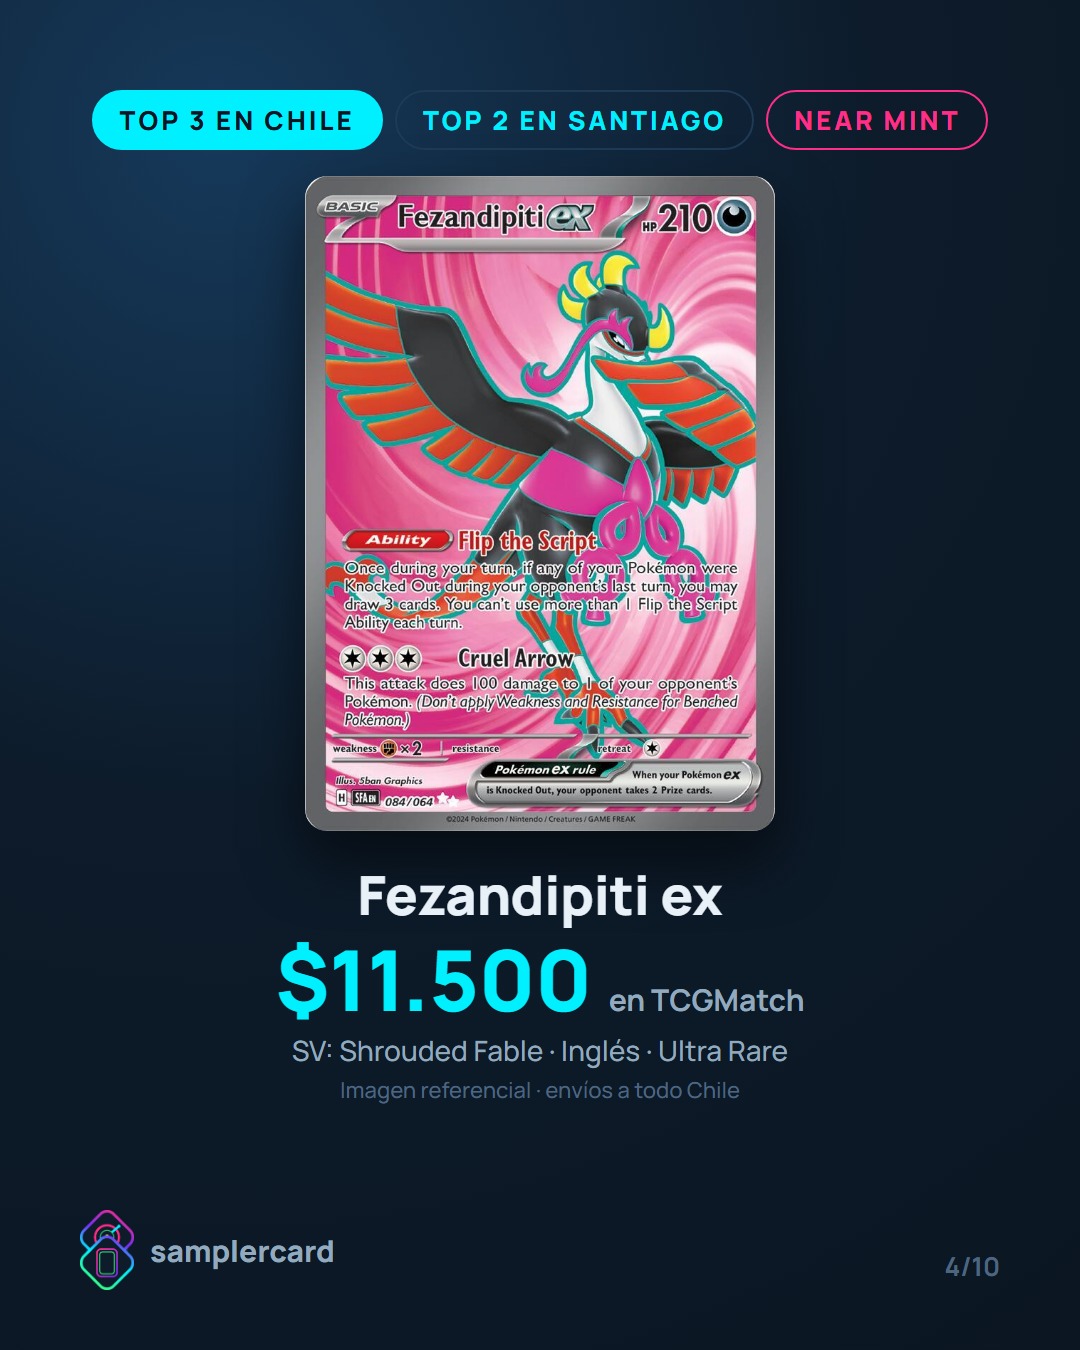 TOP 3 EN CHILE
TOP 2 EN SANTIAGO
NEAR MINT
BASIC
Fezandipiti ex
HP 210
Ability Flip the Script
Once during your turn, if any of your Pokémon were
Knocked Out during your opponent's last turn, you may
draw 3 cards. You can't use more than 1 Flip the Script
Ability each turn.
Cruel Arrow
This attack does 100 damage to 1 of your opponent's
Pokémon. (Don't apply Weakness and Resistance for Benched
Pokémon.)
weakness ×2 resistance retreat
Illus. 5ban Graphics
H SFA EN 084/064
Pokémon ex rule When your Pokémon ex
is Knocked Out, your opponent takes 2 Prize cards.
©2024 Pokémon / Nintendo / Creatures / GAME FREAK
Fezandipiti ex
$11.500 en TCGMatch
SV: Shrouded Fable · Inglés · Ultra Rare
Imagen referencial · envíos a todo Chile
samplercard
4/10